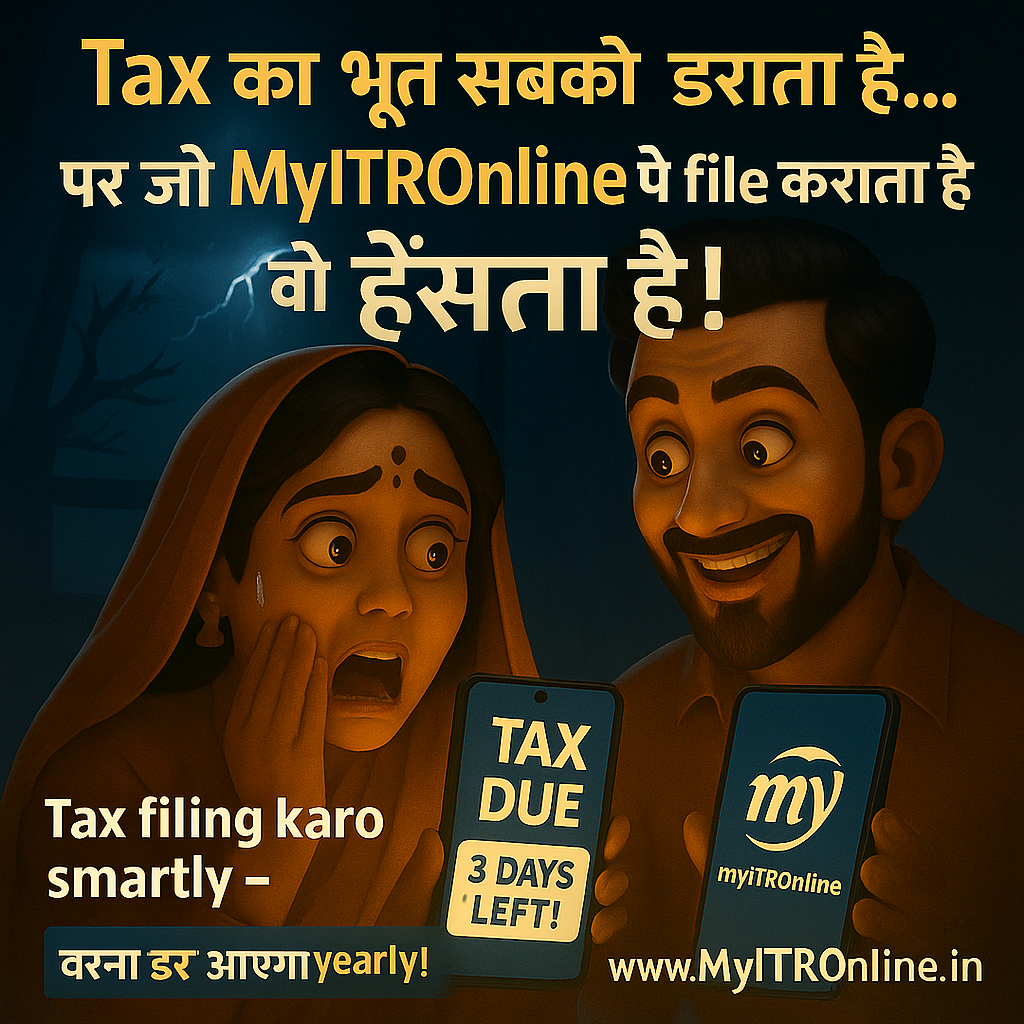 Tax का भूत सबको डराता है...
पर जो MyITROnline पे file कराता है
वो हेंसता है!
TAX
DUE
3 DAYS
LEFT!
my
myiTROnline
Tax filing karo
smartly –
वरना डर आएगा yearly!
www.MyITROnline.in